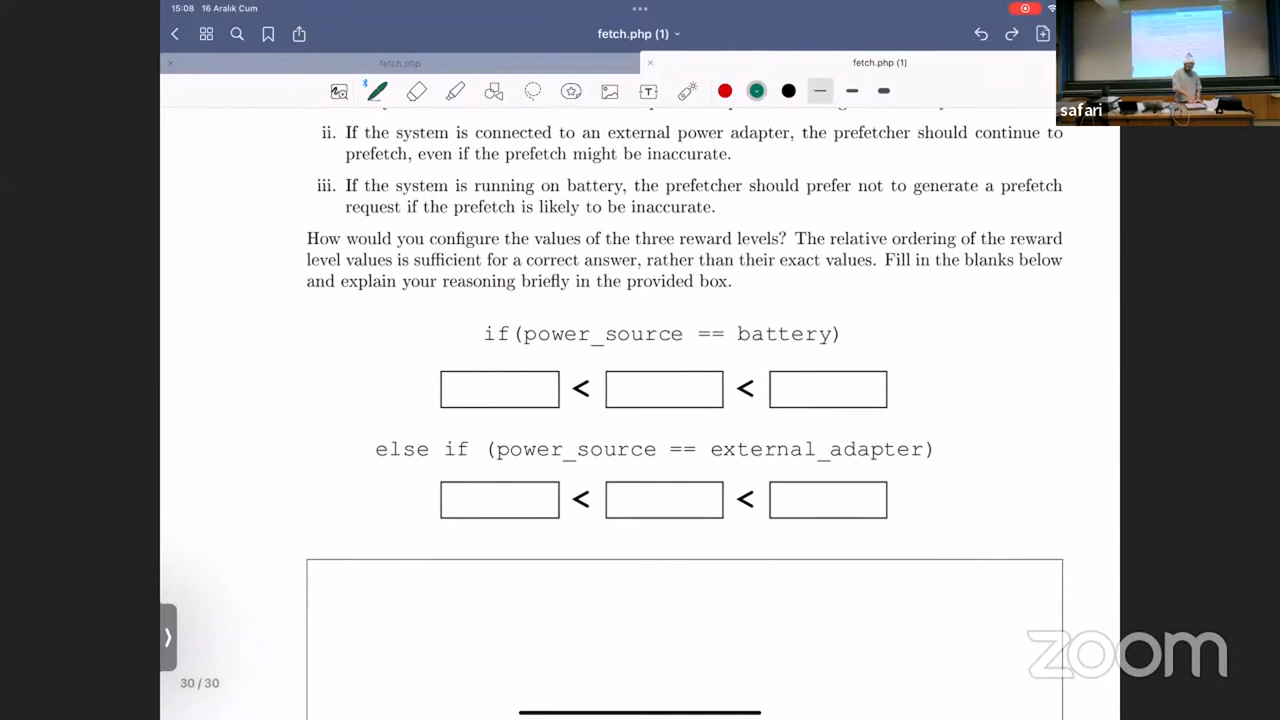 15:08 16 Aralık Cum
fetch.php (1)
fetch.php
fetch.php (1)
safari
ii. If the system is connected to an external power adapter, the prefetcher should continue to
prefetch, even if the prefetch might be inaccurate.
iii. If the system is running on battery, the prefetcher should prefer not to generate a prefetch
request if the prefetch is likely to be inaccurate.
How would you configure the values of the three reward levels? The relative ordering of the reward
level values is sufficient for a correct answer, rather than their exact values. Fill in the blanks below
and explain your reasoning briefly in the provided box.
if(power_source == battery)
< <
else if (power_source == external_adapter)
< <
30 / 30
zoom